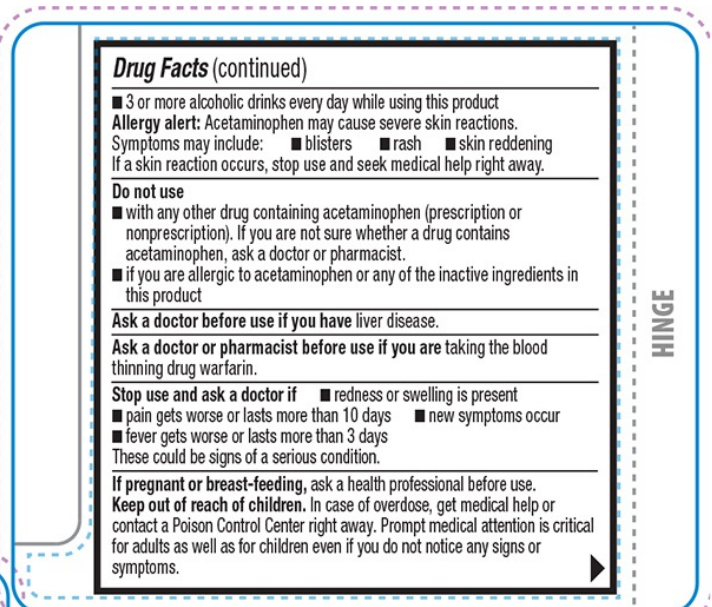 Drug Facts (continued)
■ 3 or more alcoholic drinks every day while using this product
Allergy alert: Acetaminophen may cause severe skin reactions.
Symptoms may include: ■ blisters ■ rash ■ skin reddening
If a skin reaction occurs, stop use and seek medical help right away.
Do not use
■ with any other drug containing acetaminophen (prescription or
nonprescription). If you are not sure whether a drug contains
acetaminophen, ask a doctor or pharmacist.
■ if you are allergic to acetaminophen or any of the inactive ingredients in
this product
Ask a doctor before use if you have liver disease.
Ask a doctor or pharmacist before use if you are taking the blood
thinning drug warfarin.
Stop use and ask a doctor if ■ redness or swelling is present
■ pain gets worse or lasts more than 10 days ■ new symptoms occur
■ fever gets worse or lasts more than 3 days
These could be signs of a serious condition.
If pregnant or breast-feeding, ask a health professional before use.
Keep out of reach of children. In case of overdose, get medical help or
contact a Poison Control Center right away. Prompt medical attention is critical
for adults as well as for children even if you do not notice any signs or
symptoms.
HINGE